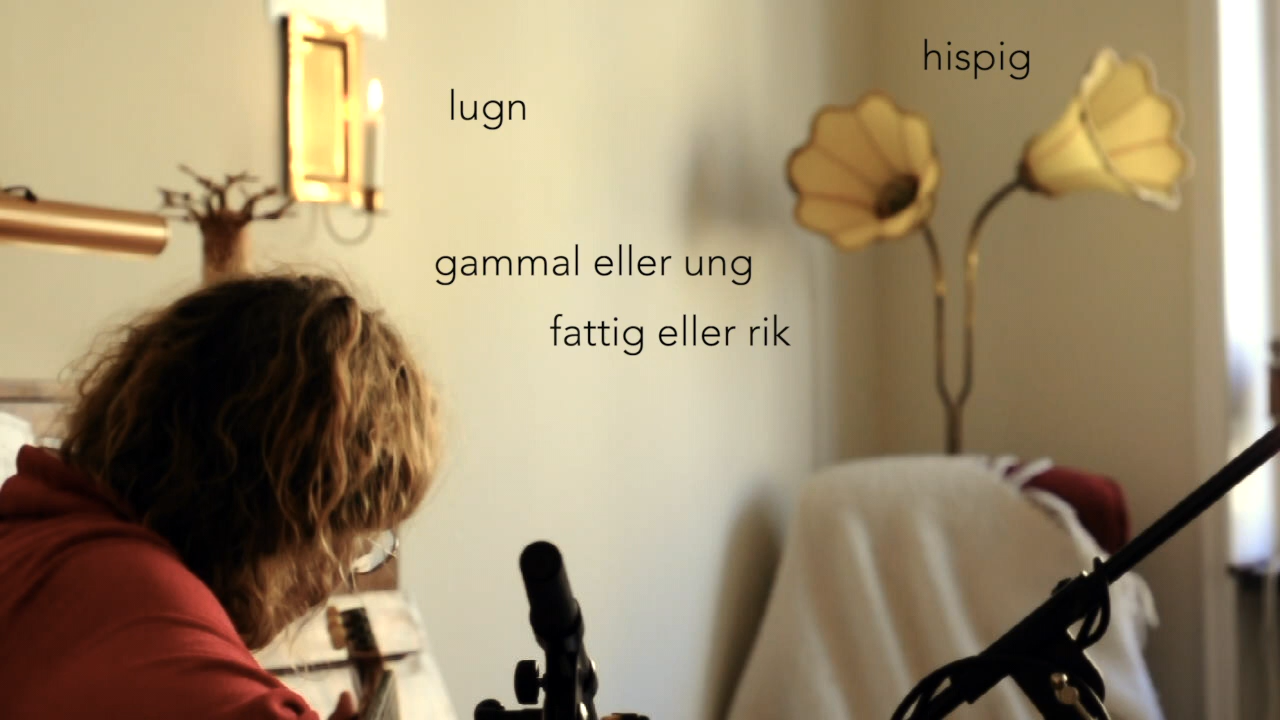 hispig
lugn
gammal eller ung
fattig eller rik